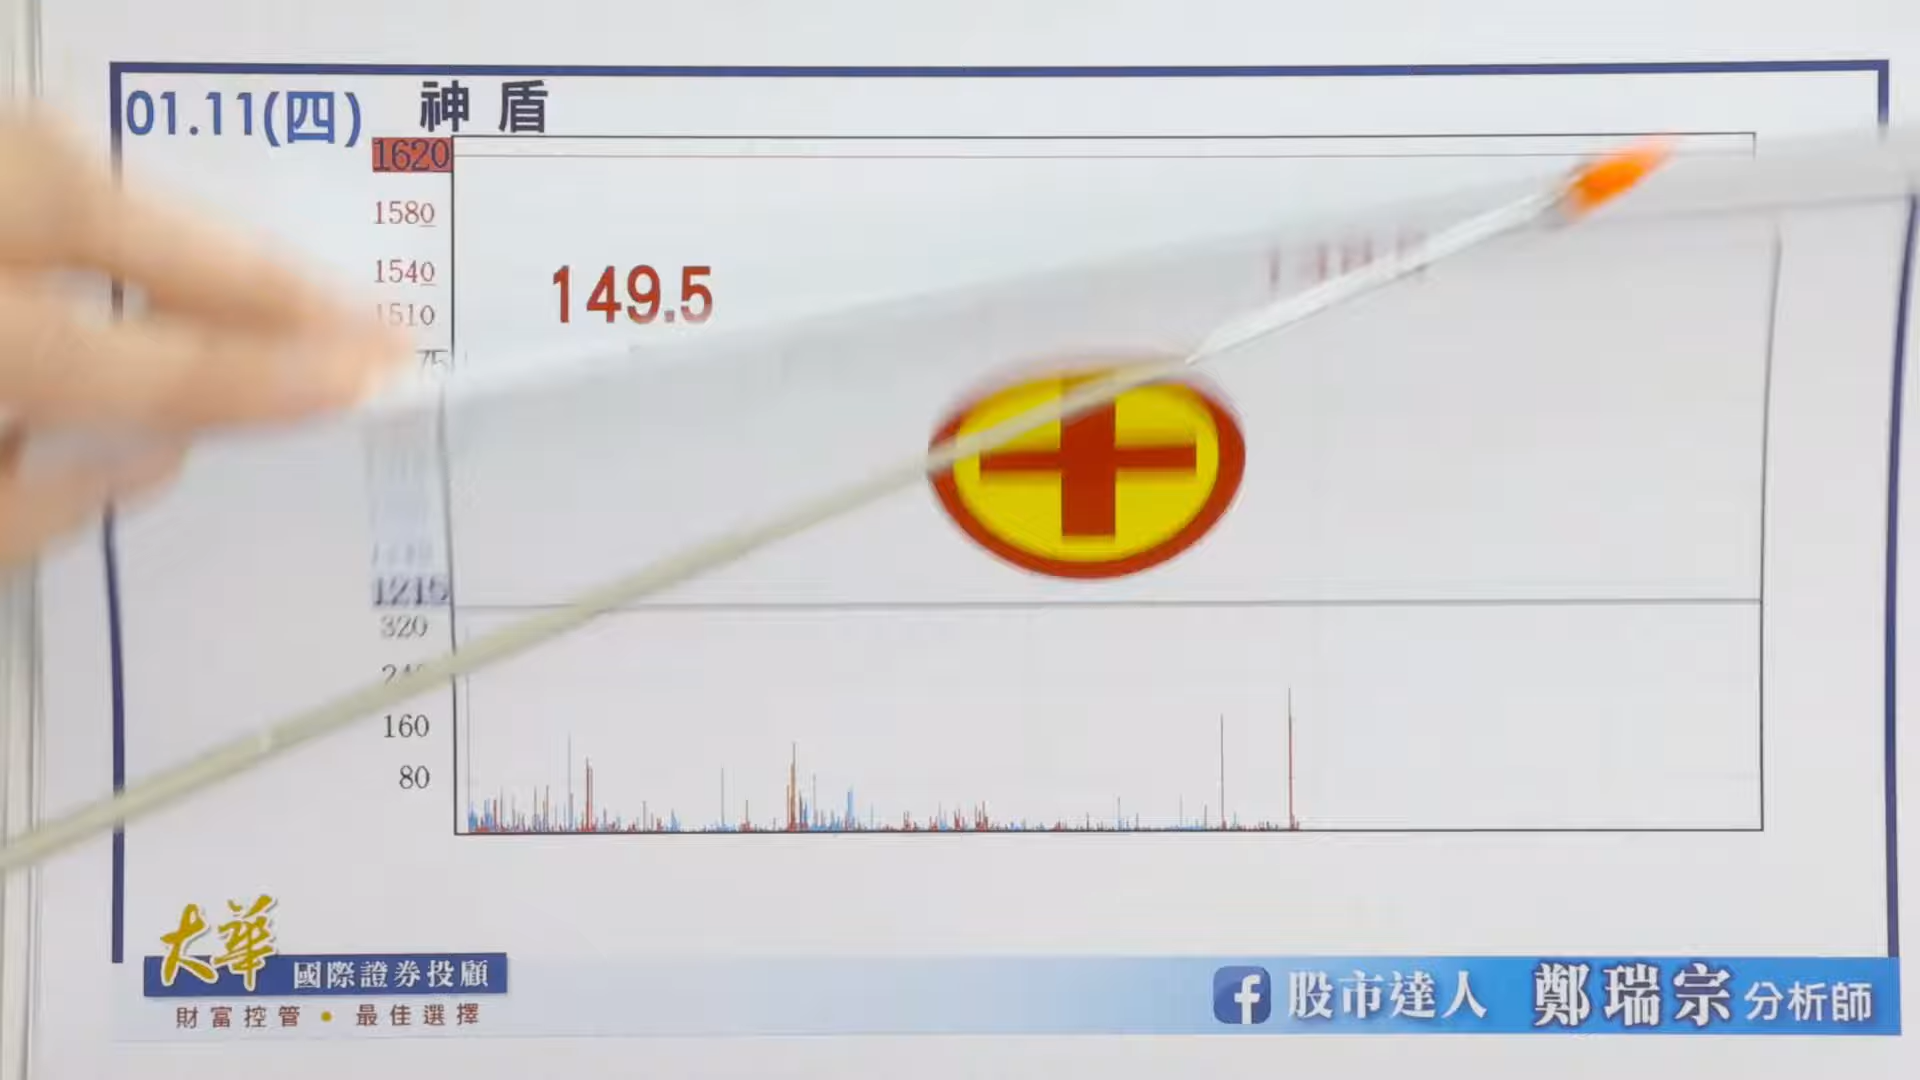 01.11(四) 神盾
1620
1580
1540
1510
149.5
1215
320
160
80
大華 國際證券投顧
財富控管•最佳選擇
股市達人 鄭瑞宗 分析師